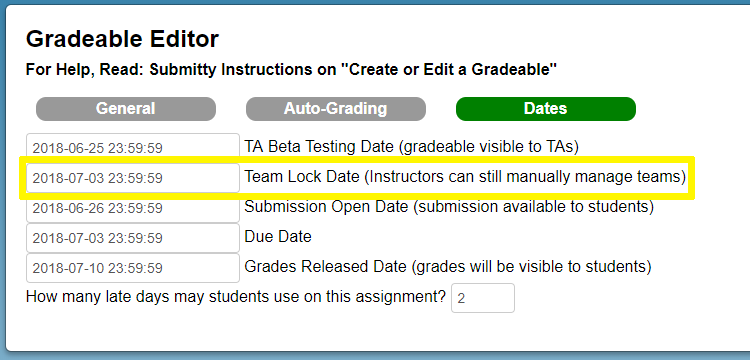 Gradeable Editor
For Help, Read: Submitty Instructions on "Create or Edit a Gradeable"
General Auto-Grading Dates
2018-06-25 23:59:59 TA Beta Testing Date (gradeable visible to TAs)
2018-07-03 23:59:59 Team Lock Date (Instructors can still manually manage teams)
2018-06-26 23:59:59 Submission Open Date (submission available to students)
2018-07-03 23:59:59 Due Date
2018-07-10 23:59:59 Grades Released Date (grades will be visible to students)
How many late days may students use on this assignment? 2